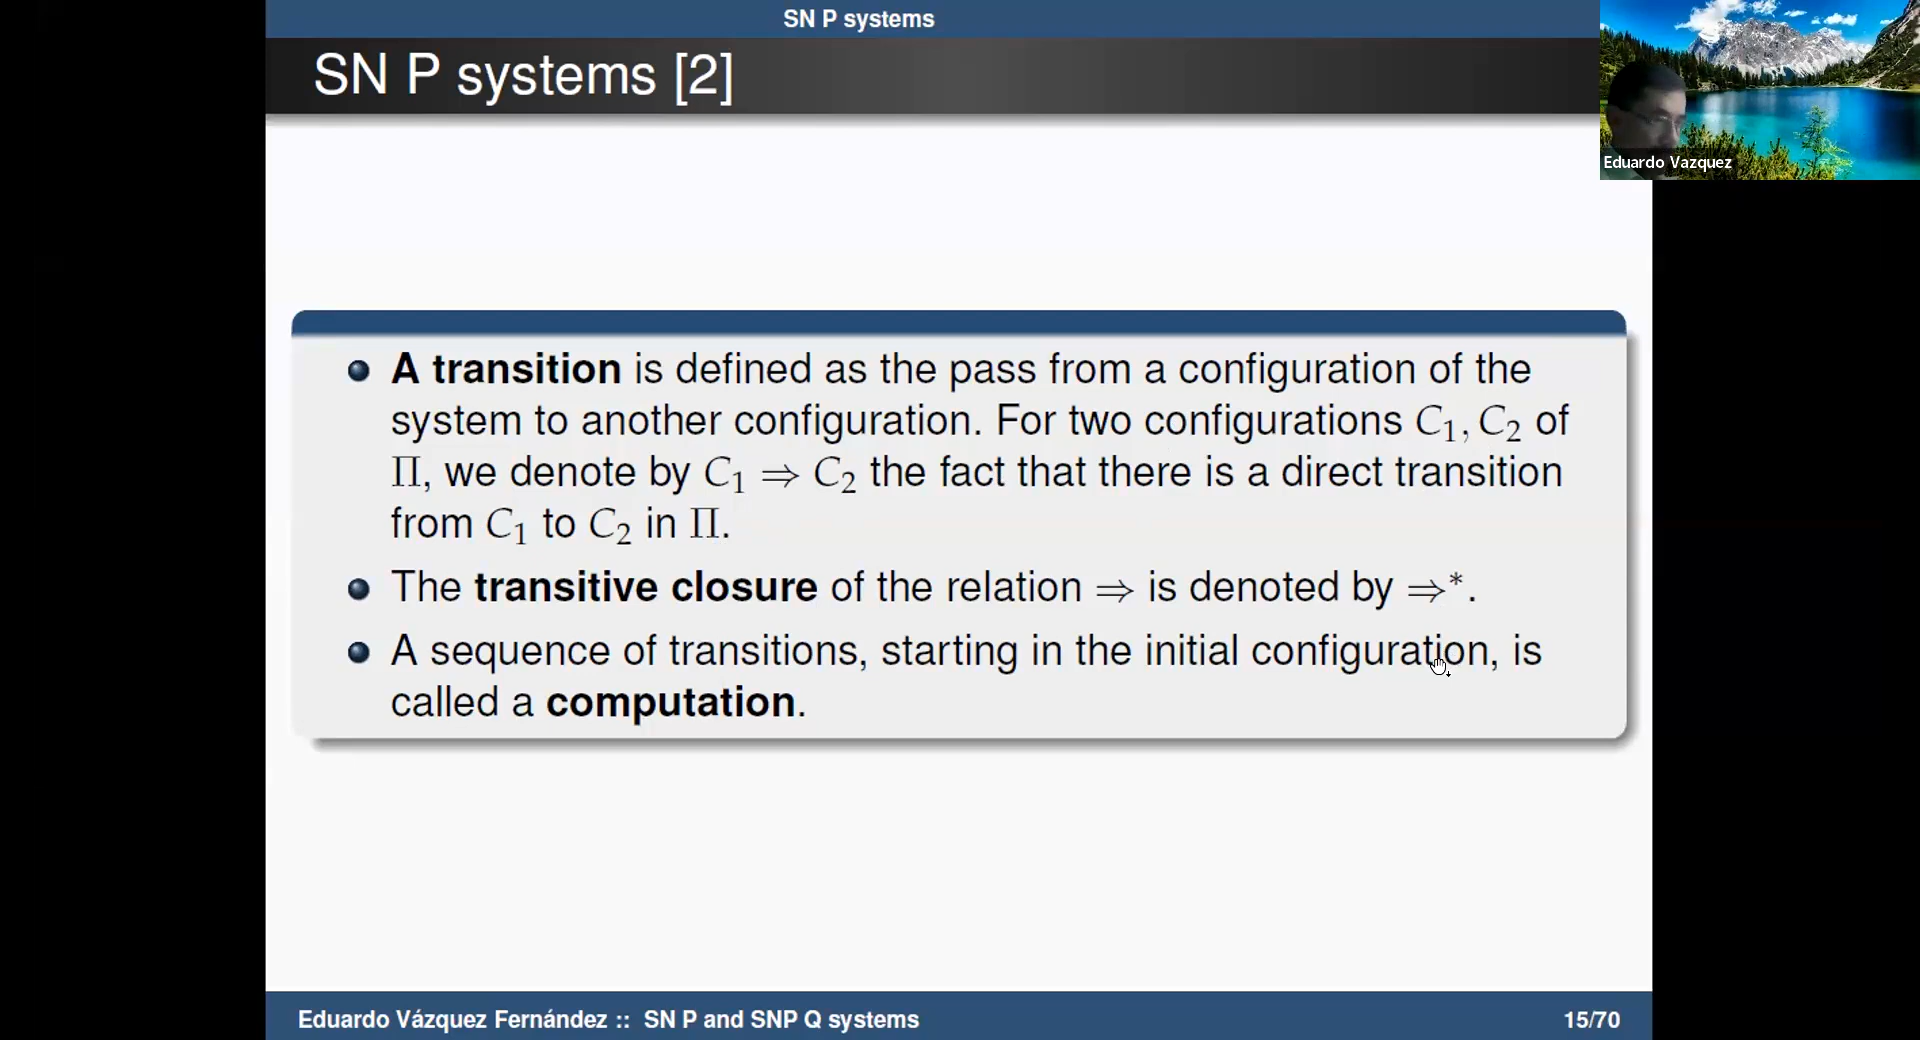 SN P systems
SN P systems [2]
Eduardo Vazquez
A transition is defined as the pass from a configuration of the
system to another configuration. For two configurations C₁, C₂ of
Π, we denote by C₁ ⇒ C₂ the fact that there is a direct transition
from C₁ to C₂ in Π.
The transitive closure of the relation ⇒ is denoted by ⇒*.
A sequence of transitions, starting in the initial configuration, is
called a computation.
Eduardo Vázquez Fernández :: SN P and SNP Q systems
15/70